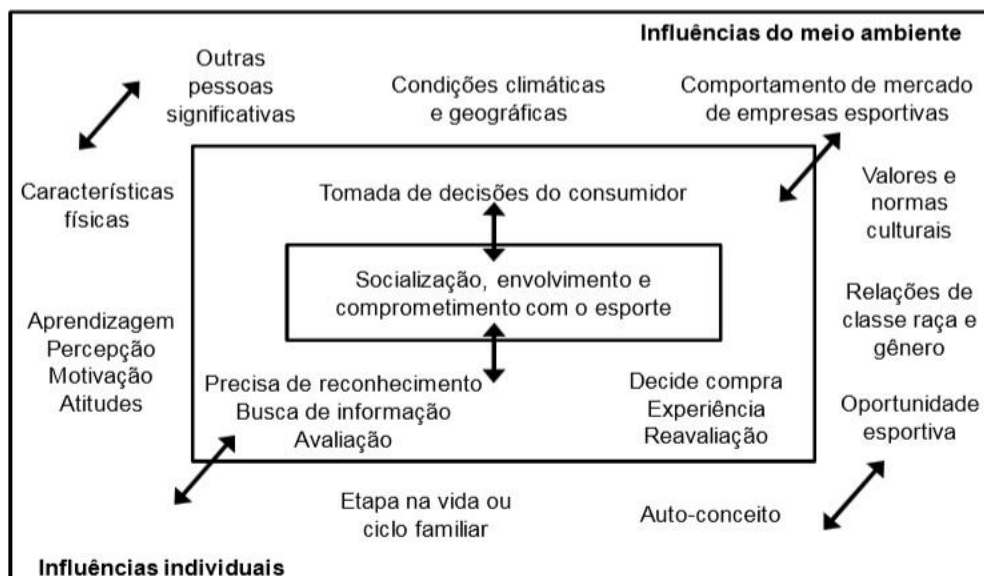 Influências do meio ambiente
Outras
pessoas
significativas
Condições climáticas
e geográficas
Comportamento de mercado
de empresas esportivas
Características
físicas
Tomada de decisões do consumidor
Valores e
normas
culturais
Socialização, envolvimento e
comprometimento com o esporte
Relações de
classe raça e
gênero
Aprendizagem
Percepção
Motivação
Atitudes
Precisa de reconhecimento
Busca de informação
Avaliação
Decide compra
Experiência
Reavaliação
Oportunidade
esportiva
Etapa na vida ou
ciclo familiar
Auto-conceito
Influências individuais